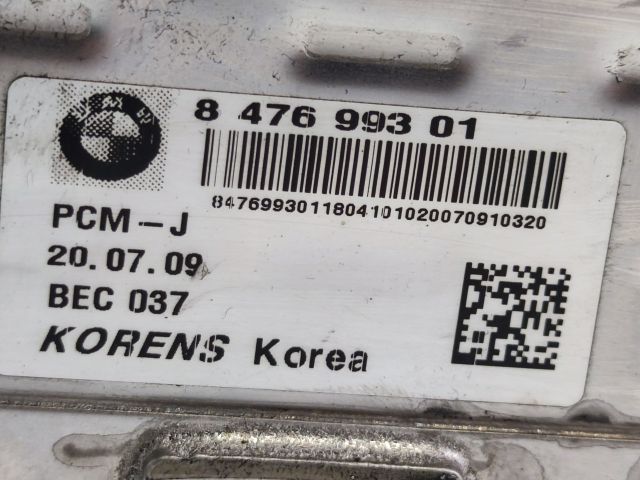 8 476 993 01
847699301180410102007091032​0
PCM-J
20.07.09
BEC 037
KORENS Korea